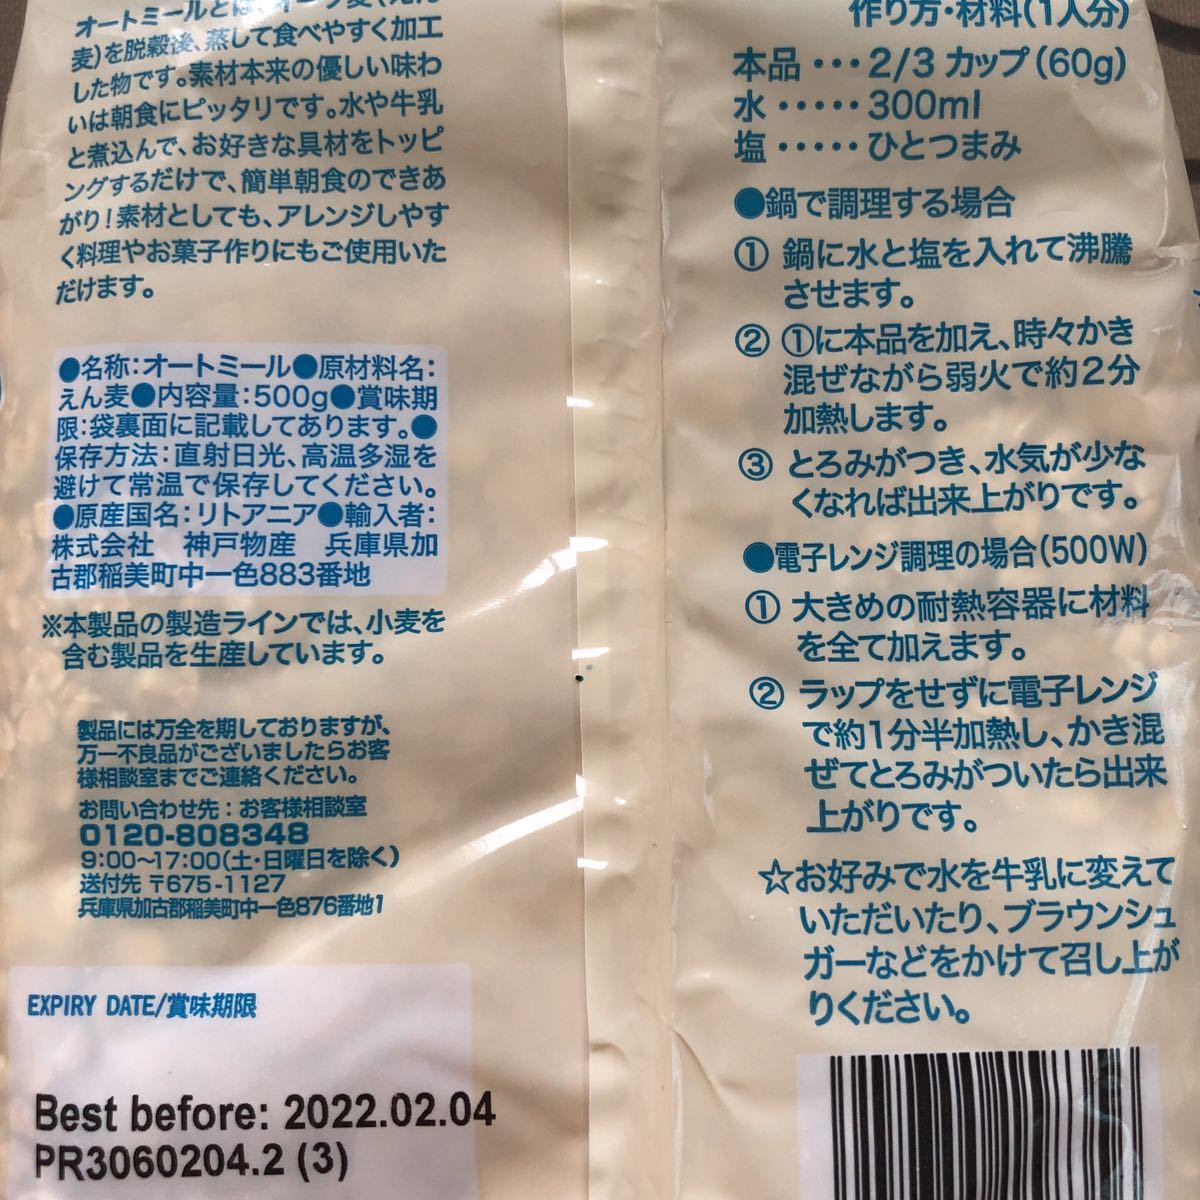 オートミールとは、オーツ麦(えん
麦)を脱穀後、蒸して食べやすく加工
した物です。素材本来の優しい味わ
いは朝食にピッタリです。水や牛乳
と煮込んで、お好きな具材をトッピ
ングするだけで、簡単朝食のできあ
がり!素材としても、アレンジしやす
く料理やお菓子作りにもご使用いた
だけます。
●名称:オートミール●原材料名:
えん麦●内容量:500g●賞味期
限:袋裏面に記載してあります。●
保存方法:直射日光、高温多湿を
避けて常温で保存してください。
●原産国名:リトアニア●輸入者:
株式会社 神戸物産 兵庫県加
古郡稲美町中一色883番地
※本製品の製造ラインでは、小麦を
含む製品を生産しています。
製品には万全を期しておりますが、
万一不良品がございましたらお客
様相談室までご連絡ください。
お問い合わせ先:お客様相談室
0120-808348
9:00~17:00(土・日曜日を除く)
送付先 〒675-1127
兵庫県加古郡稲美町中一色876番地1
EXPIRY DATE/賞味期限
Best before: 2022.02.04
PR3060204.2 (3)
作り方・材料(1人分)
本品・・・2/3 カップ(60g)
水・・・・・300ml
塩・・・・・ひとつまみ
●鍋で調理する場合
① 鍋に水と塩を入れて沸騰
させます。
② ①に本品を加え、時々かき
混ぜながら弱火で約2分
加熱します。
③ とろみがつき、水気が少な
くなれば出来上がりです。
●電子レンジ調理の場合(500W)
① 大きめの耐熱容器に材料
を全て加えます。
② ラップをせずに電子レンジ
で約1分半加熱し、かき混
ぜてとろみがついたら出来
上がりです。
☆お好みで水を牛乳に変えて
いただいたり、ブラウンシュ
ガーなどをかけて召し上が
りください。